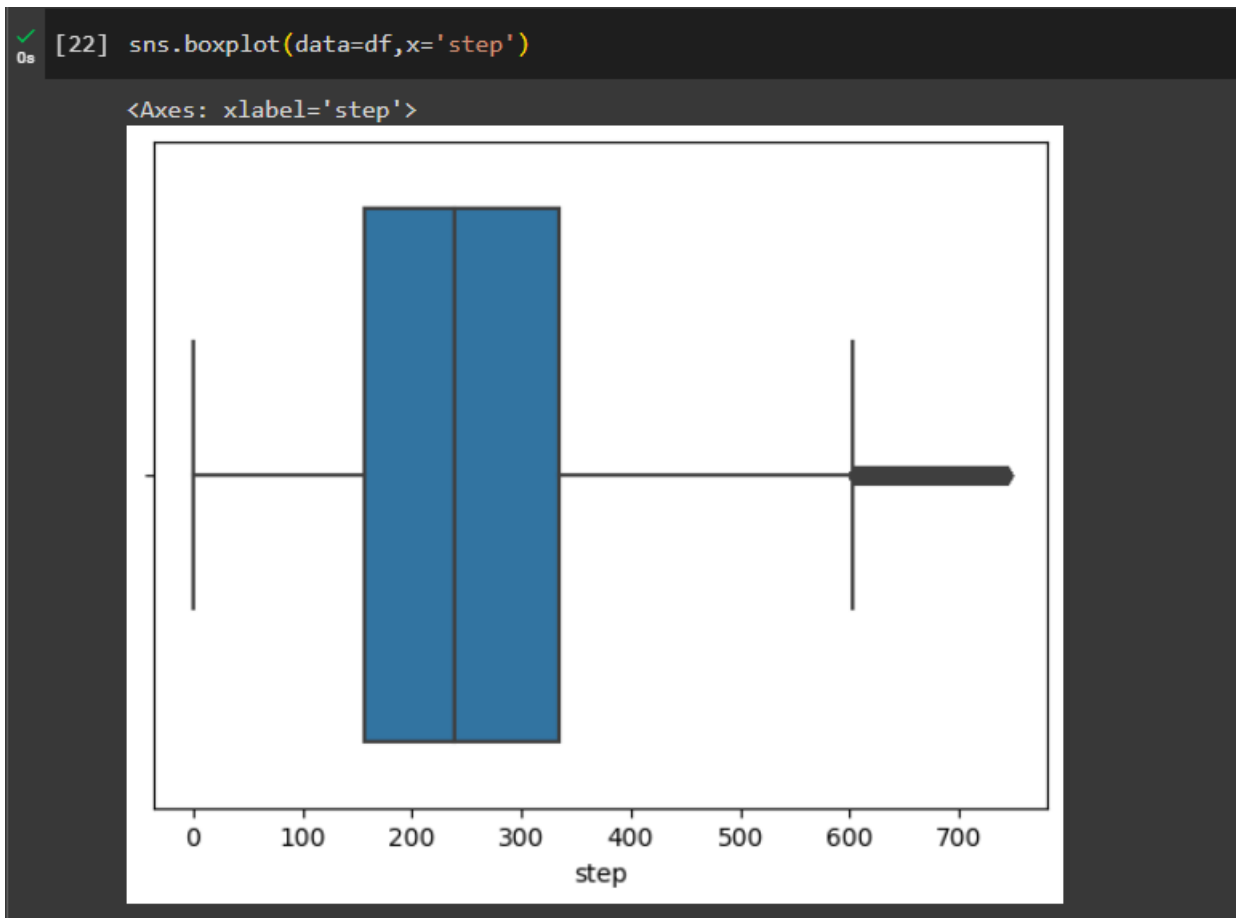 [22] sns.boxplot(data=df,x='step')
0s
<Axes: xlabel='step'>
0 100 200 300 400 500 600 700
step